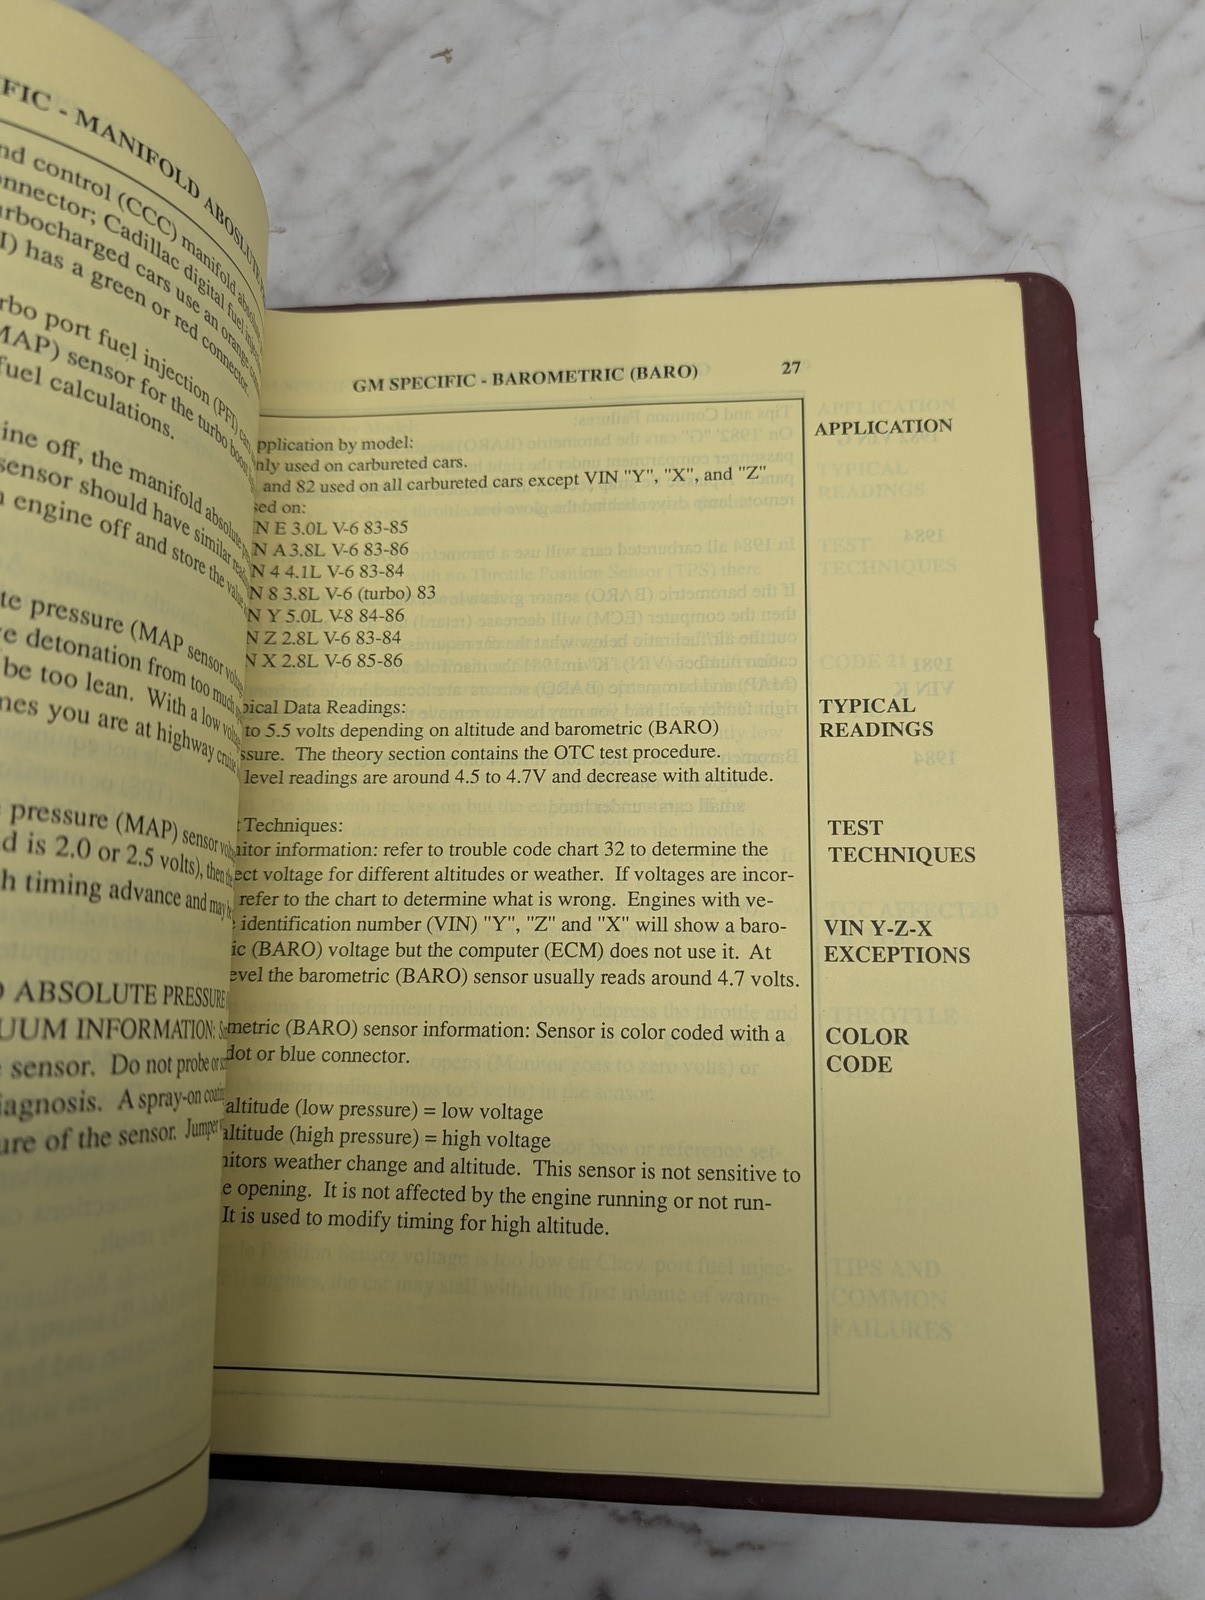 FIC - MANIFOLD ABOSLUTE
nd control (CCC) manifold absolute
nnector; Cadillac digital fuel
urbocharged cars use an orange
I) has a green or red connector.
rbo port fuel injection (PFI)
MAP) sensor for the turbo boost
fuel calculations.
ine off, the manifold absolute
sensor should have similar
n engine off and store the value
te pressure (MAP sensor
e detonation from too much
be too lean. With a low
nes you are at highway cruise
pressure (MAP) sensor
d is 2.0 or 2.5 volts), then the
h timing advance and may be
D ABSOLUTE PRESSURE
UUM INFORMATION:
sensor. Do not probe or
iagnosis. A spray-on
ure of the sensor. Jumper
GM SPECIFIC - BAROMETRIC (BARO) 27
pplication by model:
nly used on carbureted cars.
and 82 used on all carbureted cars except VIN "Y", "X", and "Z"
sed on:
N E 3.0L V-6 83-85
N A 3.8L V-6 83-86
N 4 4.1L V-6 83-84
N 8 3.8L V-6 (turbo) 83
N Y 5.0L V-8 84-86
N Z 2.8L V-6 83-84
N X 2.8L V-6 85-86
pical Data Readings:
to 5.5 volts depending on altitude and barometric (BARO)
ssure. The theory section contains the OTC test procedure.
level readings are around 4.5 to 4.7V and decrease with altitude.
t Techniques:
nitor information: refer to trouble code chart 32 to determine the
ect voltage for different altitudes or weather. If voltages are incor-
refer to the chart to determine what is wrong. Engines with ve-
identification number (VIN) "Y", "Z" and "X" will show a baro-
ic (BARO) voltage but the computer (ECM) does not use it. At
evel the barometric (BARO) sensor usually reads around 4.7 volts.
metric (BARO) sensor information: Sensor is color coded with a
dot or blue connector.
altitude (low pressure) = low voltage
altitude (high pressure) = high voltage
nitors weather change and altitude. This sensor is not sensitive to
e opening. It is not affected by the engine running or not run-
It is used to modify timing for high altitude.
APPLICATION
TYPICAL
READINGS
TEST
TECHNIQUES
VIN Y-Z-X
EXCEPTIONS
COLOR
CODE